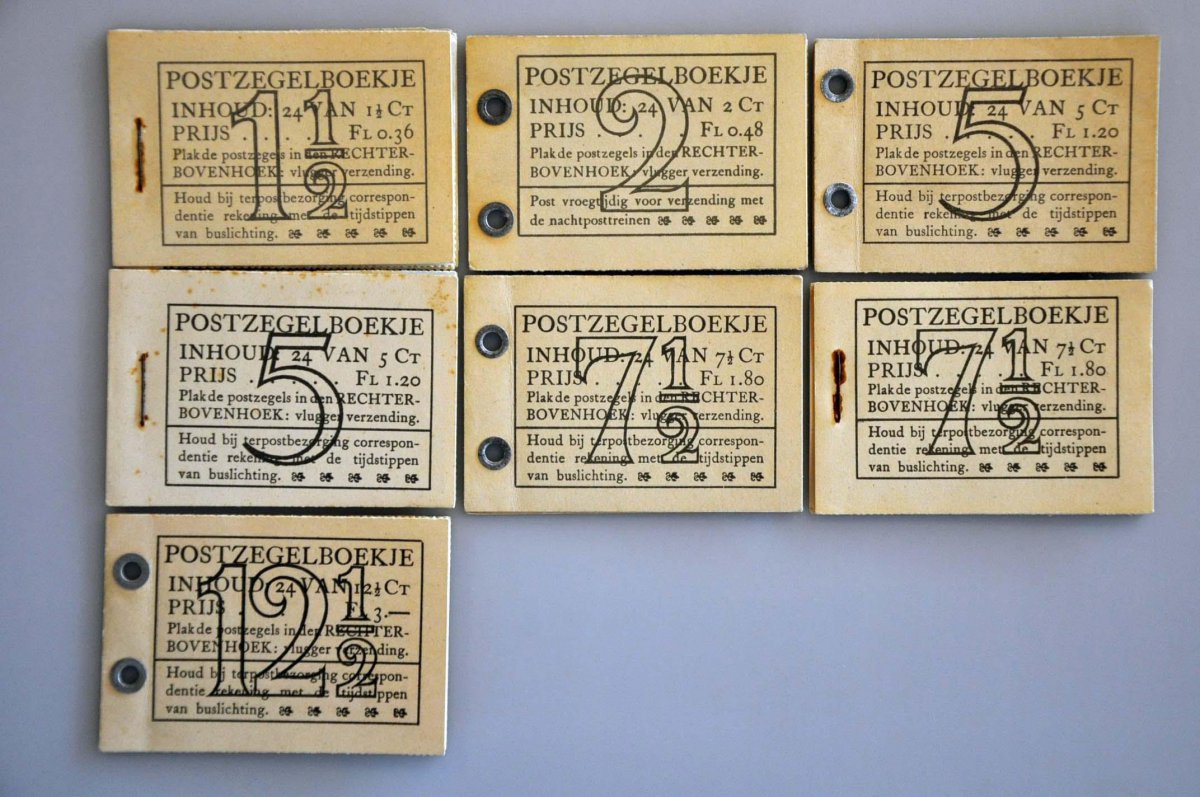 POSTZEGELBOEKJE
INHOUD: 24 VAN 1½ CT
PRIJS . . . . FL 0.36
Plak de postzegels in den RECHTER-
BOVENHOEK: vlugger verzending.
Houd bij terpostbezorging correspon-
dentie rekening met de tijdstippen
van buslichting.
1½
POSTZEGELBOEKJE
INHOUD: 24 VAN 2 CT
PRIJS . . . . FL 0.48
Plak de postzegels in den RECHTER-
BOVENHOEK: vlugger verzending.
Post vroegtijdig voor verzending met
de nachtposttreinen
2
POSTZEGELBOEKJE
INHOUD: 24 VAN 5 CT
PRIJS . . . . FL 1.20
Plak de postzegels in den RECHTER-
BOVENHOEK: vlugger verzending.
Houd bij terpostbezorging correspon-
dentie rekening met de tijdstippen
van buslichting.
5
POSTZEGELBOEKJE
INHOUD: 24 VAN 5 CT
PRIJS . . . . FL 1.20
Plak de postzegels in den RECHTER-
BOVENHOEK: vlugger verzending.
Houd bij terpostbezorging correspon-
dentie rekening met de tijdstippen
van buslichting.
5
POSTZEGELBOEKJE
INHOUD: 24 VAN 7½ CT
PRIJS . . . . FL 1.80
Plak de postzegels in den RECHTER-
BOVENHOEK: vlugger verzending.
Houd bij terpostbezorging correspon-
dentie rekening met de tijdstippen
van buslichting.
7½
POSTZEGELBOEKJE
INHOUD: 24 VAN 7½ CT
PRIJS . . . . FL 1.80
Plak de postzegels in den RECHTER-
BOVENHOEK: vlugger verzending.
Houd bij terpostbezorging correspon-
dentie rekening met de tijdstippen
van buslichting.
7½
POSTZEGELBOEKJE
INHOUD: 24 VAN 12½ CT
PRIJS . . . . FL 3.—
Plak de postzegels in den RECHTER-
BOVENHOEK: vlugger verzending.
Houd bij terpostbezorging correspon-
dentie rekening met de tijdstippen
van buslichting.
12½